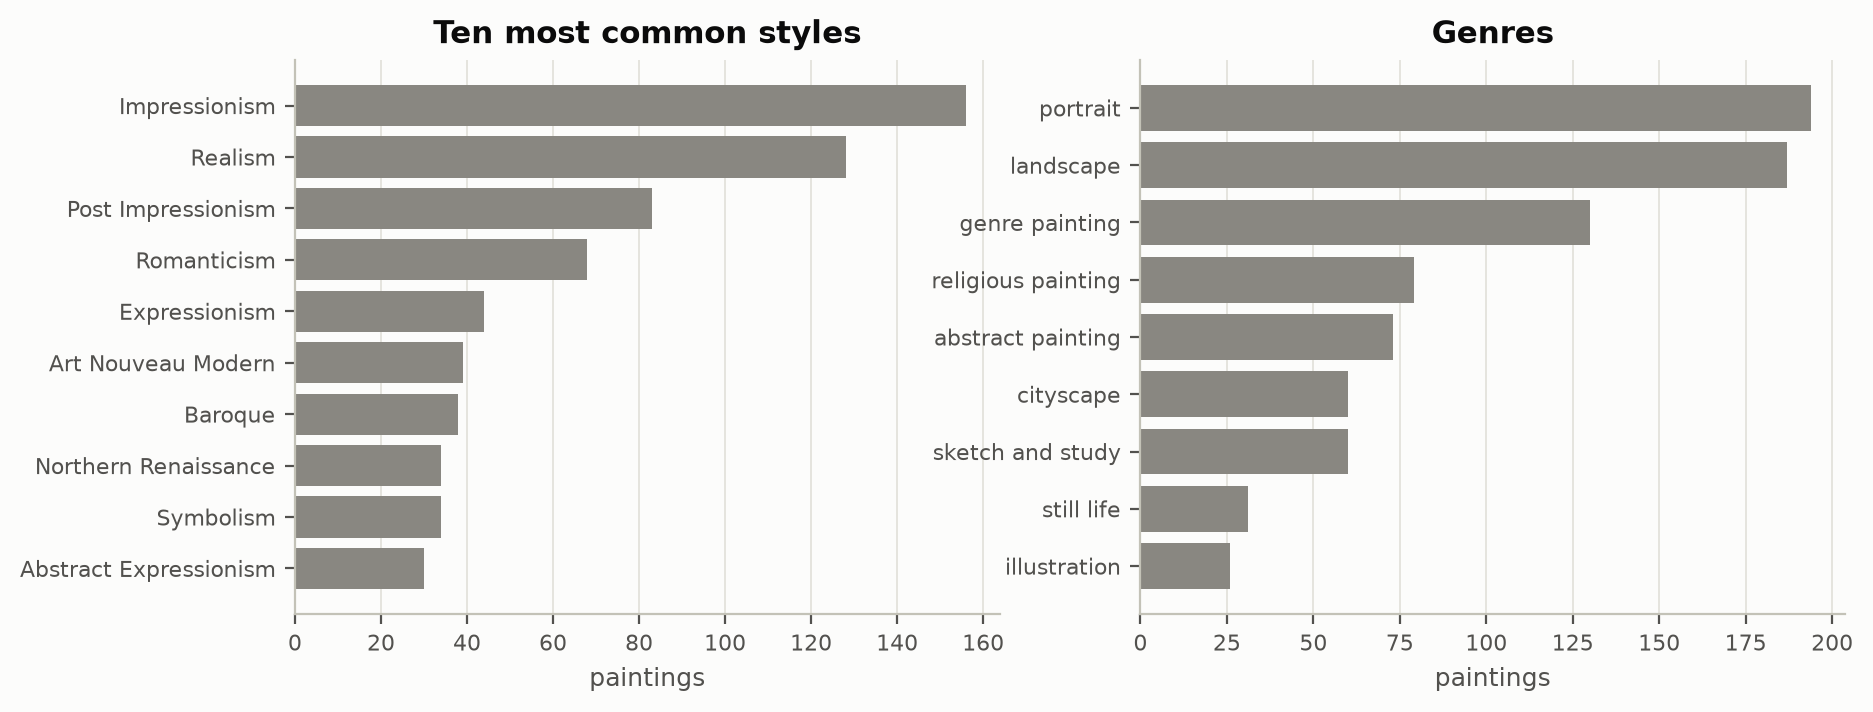 Ten most common styles
Impressionism
Realism
Post Impressionism
Romanticism
Expressionism
Art Nouveau Modern
Baroque
Northern Renaissance
Symbolism
Abstract Expressionism
0 20 40 60 80 100 120 140 160
paintings
Genres
portrait
landscape
genre painting
religious painting
abstract painting
cityscape
sketch and study
still life
illustration
0 25 50 75 100 125 150 175 200
paintings